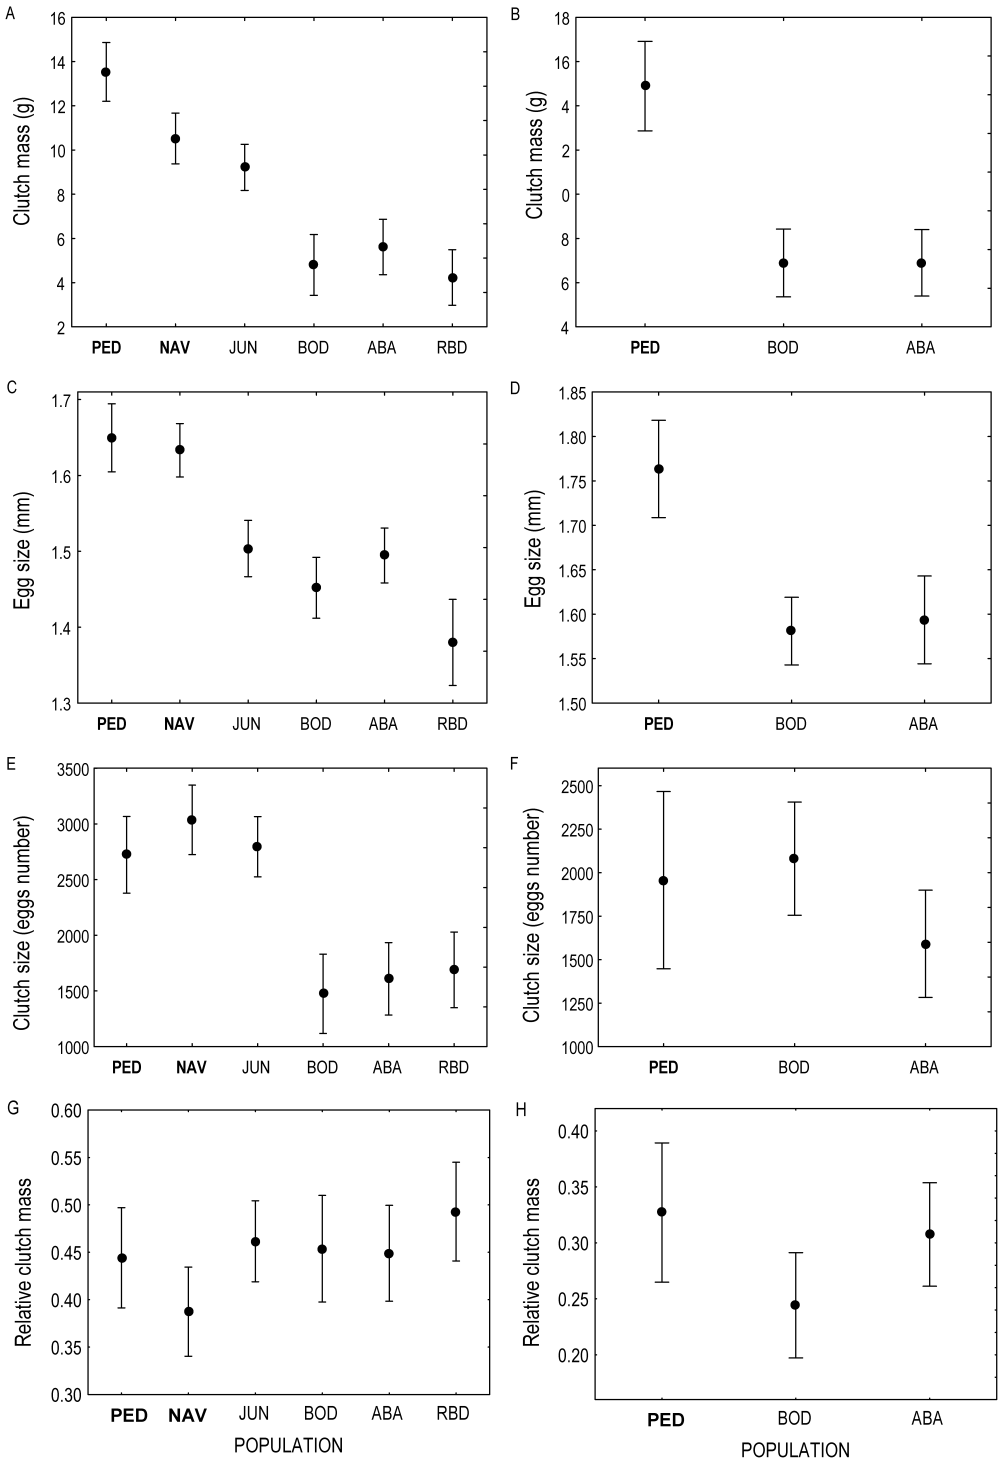 A
Clutch mass (g)
16
14
12
10
8
6
4
2
PED NAV JUN BOD ABA RBD
B
Clutch mass (g)
18
16
4
2
0
8
6
4
PED BOD ABA
C
Egg size (mm)
1.7
1.6
1.5
1.4
1.3
PED NAV JUN BOD ABA RBD
D
Egg size (mm)
1.85
1.80
1.75
1.70
1.65
1.60
1.55
1.50
PED BOD ABA
E
Clutch size (eggs number)
3500
3000
2500
2000
1500
1000
PED NAV JUN BOD ABA RBD
F
Clutch size (eggs number)
2500
2250
2000
1750
1500
1250
1000
PED BOD ABA
G
Relative clutch mass
0.60
0.55
0.50
0.45
0.40
0.35
0.30
PED NAV JUN BOD ABA RBD
POPULATION
H
Relative clutch mass
0.40
0.35
0.30
0.25
0.20
PED BOD ABA
POPULATION